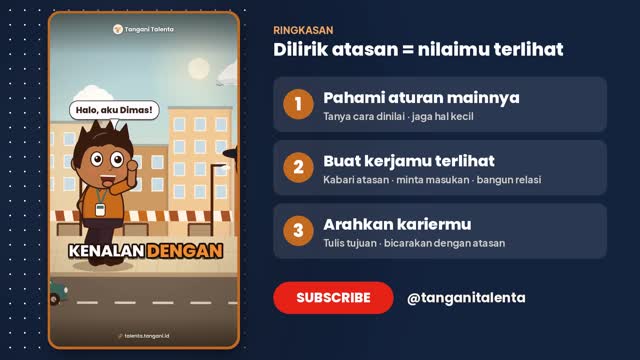 Tangani Talenta
Halo, aku Dimas!
KENALAN DENGAN
talenta.tangani.id
RINGKASAN
Dilirik atasan = nilaimu terlihat
1
Pahami aturan mainnya
Tanya cara dinilai · jaga hal kecil
2
Buat kerjamu terlihat
Kabari atasan · minta masukan · bangun relasi
3
Arahkan kariermu
Tulis tujuan · bicarakan dengan atasan
SUBSCRIBE
@tanganitalenta